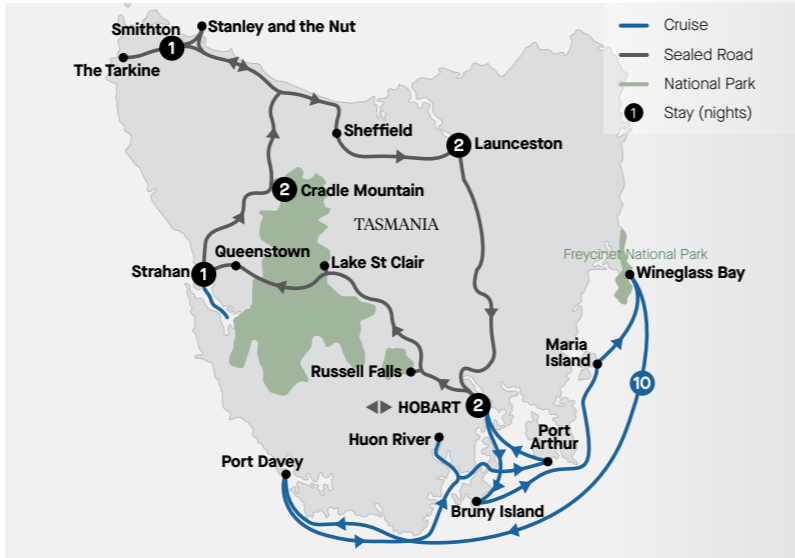 Smithton
1
Stanley and the Nut
The Tarkine
Cruise
Sealed Road
National Park
1 Stay (nights)
Sheffield
2 Launceston
2 Cradle Mountain
TASMANIA
Queenstown
Strahan 1
Lake St Clair
Freycinet National Park
Wineglass Bay
Maria
Island
Russell Falls
10
HOBART 2
Huon River
Port
Arthur
Port Davey
Bruny Island